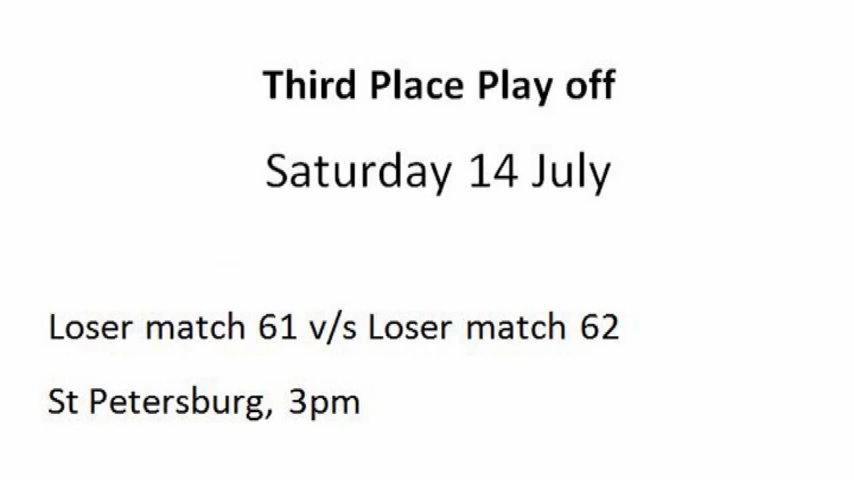 Third Place Play off
Saturday 14 July
Loser match 61 v/s Loser match 62
St Petersburg, 3pm